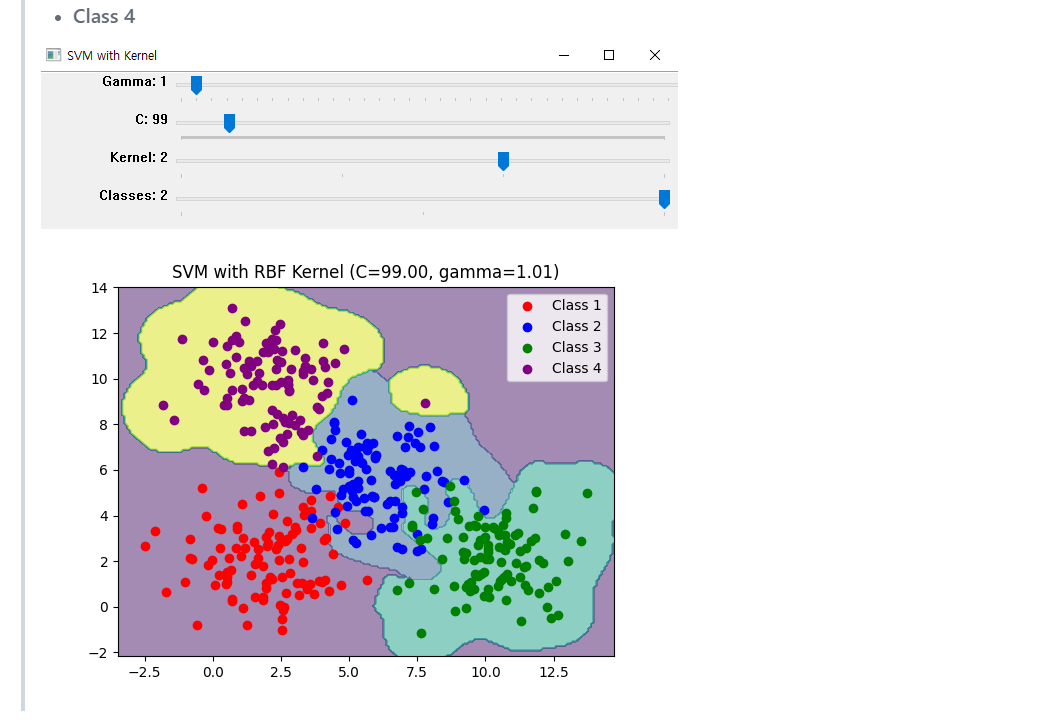 Class 4
SVM with Kernel
Gamma: 1
C: 99
Kernel: 2
Classes: 2
SVM with RBF Kernel (C=99.00, gamma=1.01)
14
12
10
8
6
4
2
0
−2
Class 1
Class 2
Class 3
Class 4
−2.5 0.0 2.5 5.0 7.5 10.0 12.5